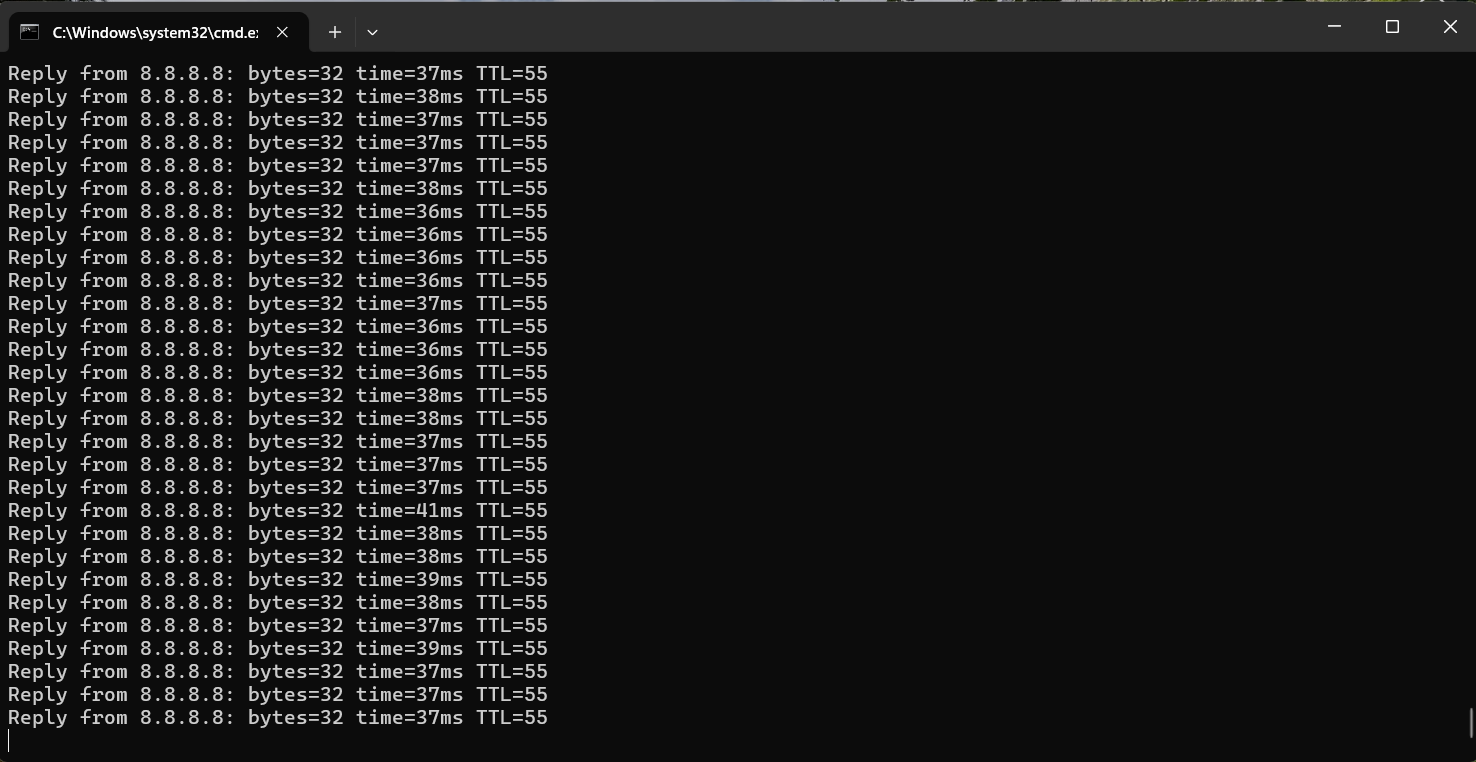 C:\Windows\system32\cmd.e
Reply from 8.8.8.8: bytes=32 time=37ms TTL=55
Reply from 8.8.8.8: bytes=32 time=38ms TTL=55
Reply from 8.8.8.8: bytes=32 time=37ms TTL=55
Reply from 8.8.8.8: bytes=32 time=37ms TTL=55
Reply from 8.8.8.8: bytes=32 time=37ms TTL=55
Reply from 8.8.8.8: bytes=32 time=38ms TTL=55
Reply from 8.8.8.8: bytes=32 time=36ms TTL=55
Reply from 8.8.8.8: bytes=32 time=36ms TTL=55
Reply from 8.8.8.8: bytes=32 time=36ms TTL=55
Reply from 8.8.8.8: bytes=32 time=36ms TTL=55
Reply from 8.8.8.8: bytes=32 time=37ms TTL=55
Reply from 8.8.8.8: bytes=32 time=36ms TTL=55
Reply from 8.8.8.8: bytes=32 time=36ms TTL=55
Reply from 8.8.8.8: bytes=32 time=36ms TTL=55
Reply from 8.8.8.8: bytes=32 time=38ms TTL=55
Reply from 8.8.8.8: bytes=32 time=38ms TTL=55
Reply from 8.8.8.8: bytes=32 time=37ms TTL=55
Reply from 8.8.8.8: bytes=32 time=37ms TTL=55
Reply from 8.8.8.8: bytes=32 time=37ms TTL=55
Reply from 8.8.8.8: bytes=32 time=41ms TTL=55
Reply from 8.8.8.8: bytes=32 time=38ms TTL=55
Reply from 8.8.8.8: bytes=32 time=38ms TTL=55
Reply from 8.8.8.8: bytes=32 time=39ms TTL=55
Reply from 8.8.8.8: bytes=32 time=38ms TTL=55
Reply from 8.8.8.8: bytes=32 time=37ms TTL=55
Reply from 8.8.8.8: bytes=32 time=39ms TTL=55
Reply from 8.8.8.8: bytes=32 time=37ms TTL=55
Reply from 8.8.8.8: bytes=32 time=37ms TTL=55
Reply from 8.8.8.8: bytes=32 time=37ms TTL=55